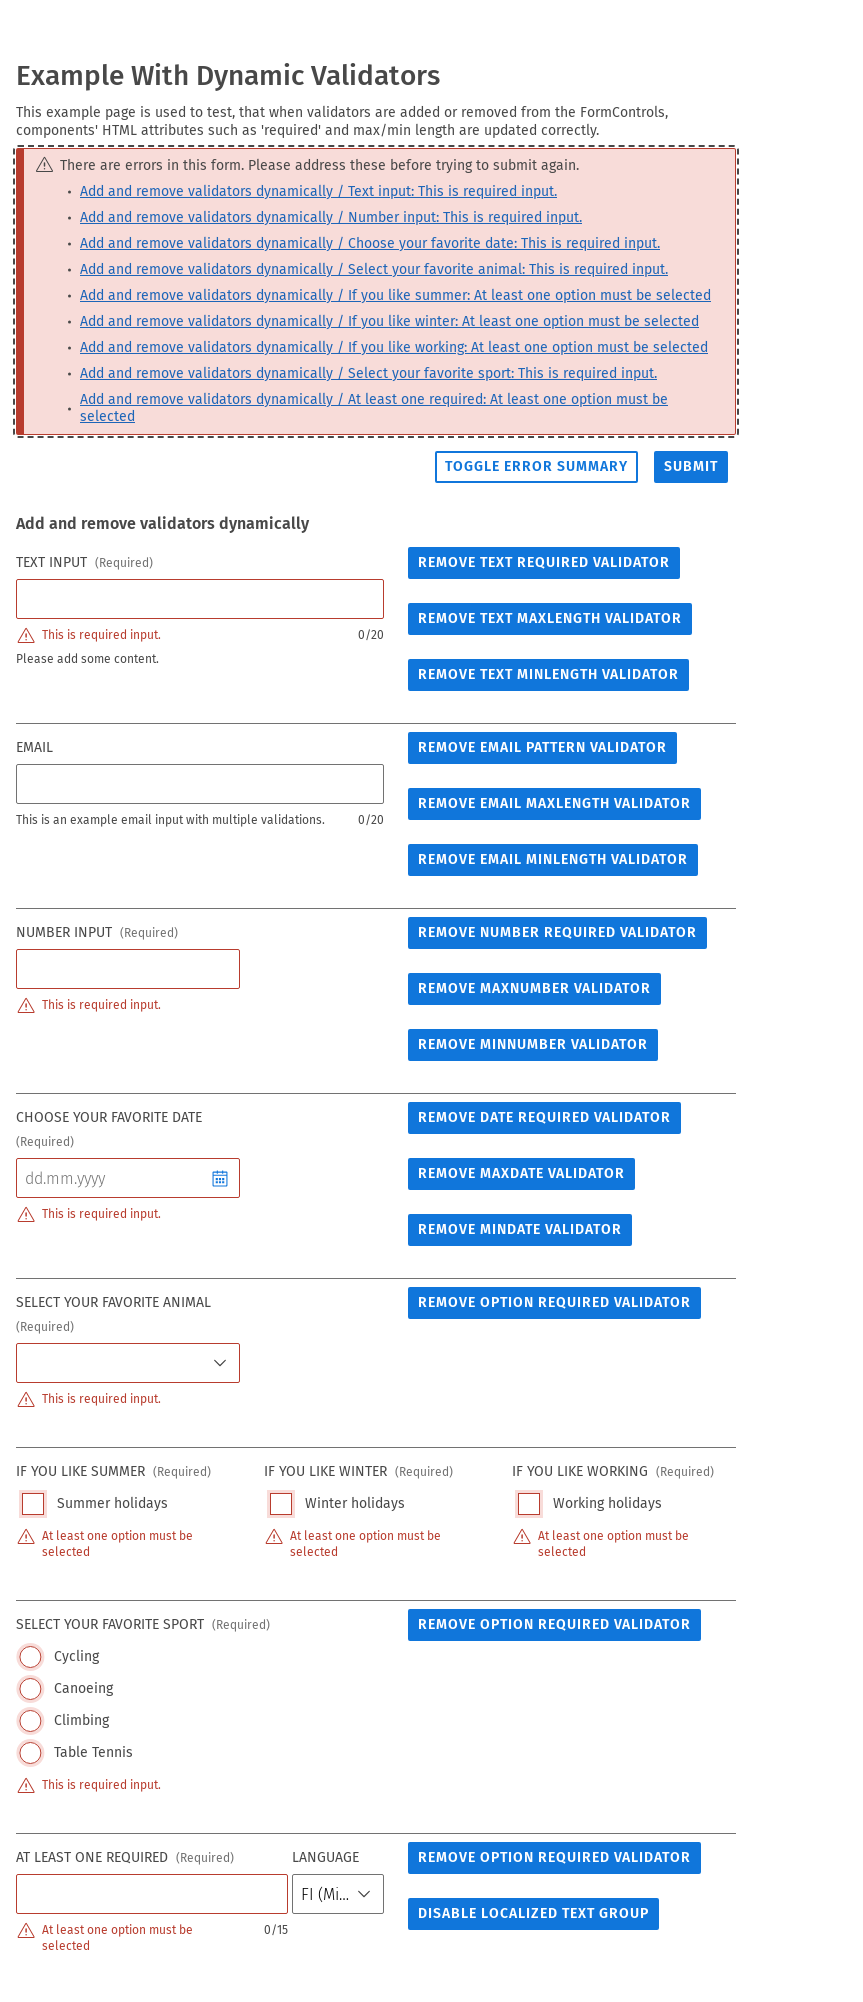 Example With Dynamic Validators
This example page is used to test, that when validators are added or removed from the FormControls,
components' HTML attributes such as 'required' and max/min length are updated correctly.
There are errors in this form. Please address these before trying to submit again.
• Add and remove validators dynamically / Text input: This is required input.
• Add and remove validators dynamically / Number input: This is required input.
• Add and remove validators dynamically / Choose your favorite date: This is required input.
• Add and remove validators dynamically / Select your favorite animal: This is required input.
• Add and remove validators dynamically / If you like summer: At least one option must be selected
• Add and remove validators dynamically / If you like winter: At least one option must be selected
• Add and remove validators dynamically / If you like working: At least one option must be selected
• Add and remove validators dynamically / Select your favorite sport: This is required input.
• Add and remove validators dynamically / At least one required: At least one option must be
selected
TOGGLE ERROR SUMMARY SUBMIT
Add and remove validators dynamically
TEXT INPUT (Required)
This is required input. 0/20
Please add some content.
REMOVE TEXT REQUIRED VALIDATOR
REMOVE TEXT MAXLENGTH VALIDATOR
REMOVE TEXT MINLENGTH VALIDATOR
EMAIL
This is an example email input with multiple validations. 0/20
REMOVE EMAIL PATTERN VALIDATOR
REMOVE EMAIL MAXLENGTH VALIDATOR
REMOVE EMAIL MINLENGTH VALIDATOR
NUMBER INPUT (Required)
This is required input.
REMOVE NUMBER REQUIRED VALIDATOR
REMOVE MAXNUMBER VALIDATOR
REMOVE MINNUMBER VALIDATOR
CHOOSE YOUR FAVORITE DATE
(Required)
dd.mm.yyyy
This is required input.
REMOVE DATE REQUIRED VALIDATOR
REMOVE MAXDATE VALIDATOR
REMOVE MINDATE VALIDATOR
SELECT YOUR FAVORITE ANIMAL
(Required)
This is required input.
REMOVE OPTION REQUIRED VALIDATOR
IF YOU LIKE SUMMER (Required)
Summer holidays
At least one option must be
selected
IF YOU LIKE WINTER (Required)
Winter holidays
At least one option must be
selected
IF YOU LIKE WORKING (Required)
Working holidays
At least one option must be
selected
SELECT YOUR FAVORITE SPORT (Required)
Cycling
Canoeing
Climbing
Table Tennis
This is required input.
REMOVE OPTION REQUIRED VALIDATOR
AT LEAST ONE REQUIRED (Required)
At least one option must be
selected
0/15
LANGUAGE
FI (Mi...
REMOVE OPTION REQUIRED VALIDATOR
DISABLE LOCALIZED TEXT GROUP